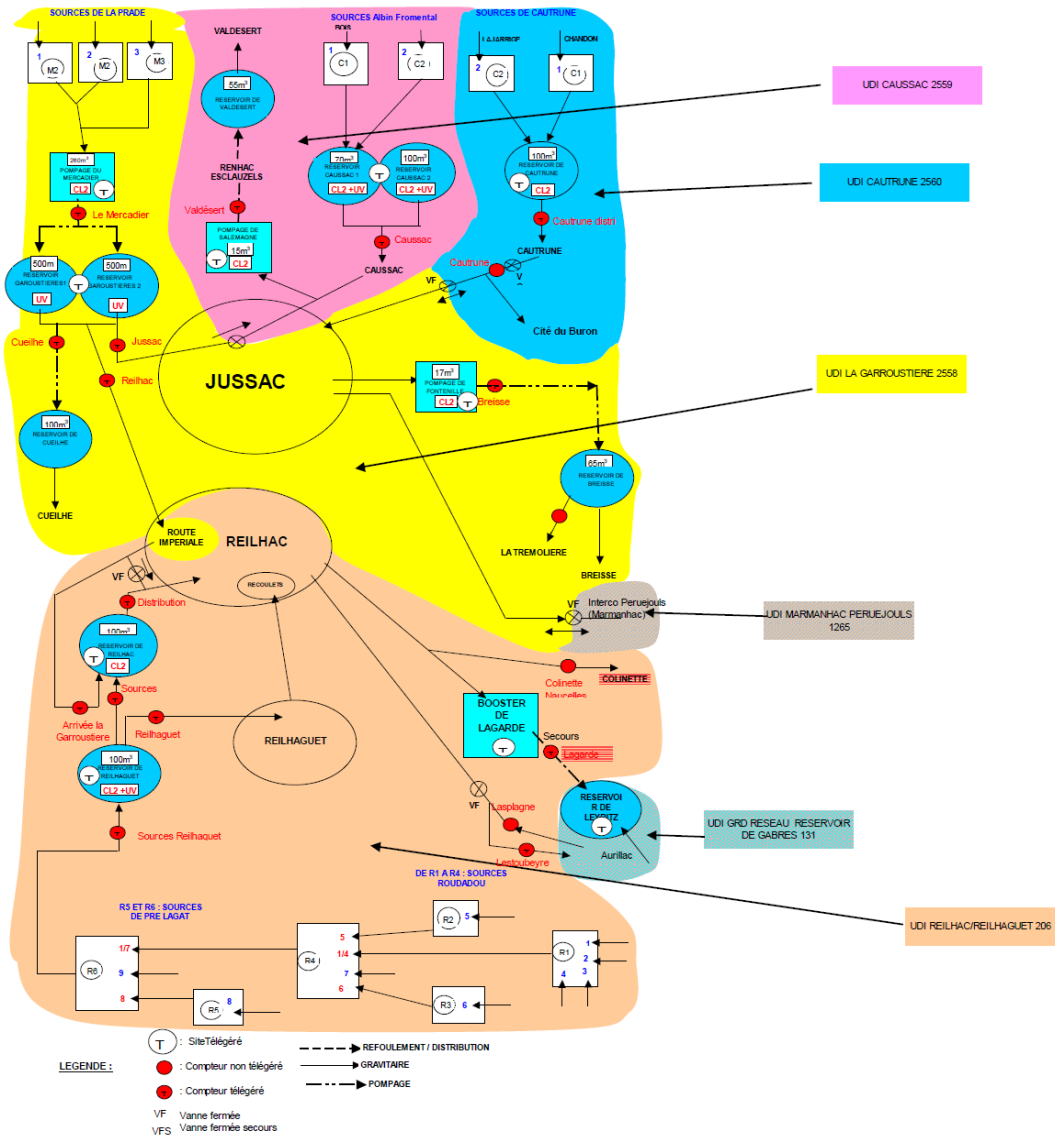 SOURCES DE LA PRADE
SOURCES Albin Fromental
SOURCES DE CAUTRUNE
1
M2
2
M2
3
M3
VALDESERT
BOIS
1
C1
2
C2
LAJARRIGE
2
C2
CHANDON
1
C1
55m³
RESERVOIR DE
VALDESERT
UDI CAUSSAC 2559
280m³
POMPAGE DU
MERCADIER
CL2
T
Le Mercadier
RENHAC
ESCLAUZELS
Valdésert
POMPAGE DE
SALEMAGNE
15m³
T
CL2
70m³
RESERVOIR
CAUSSAC 1
CL2 +UV
T
100m³
RESERVOIR
CAUSSAC 2
CL2 +UV
Caussac
CAUSSAC
100m³
RESERVOIR DE
CAUTRUNE
T
CL2
Cautrune distri
CAUTRUNE
UDI CAUTRUNE 2560
Cautrune
VF
V
Cité du Buron
500m
RESERVOIR
GAROUSTIERES1
UV
T
500m
RESERVOIR
GAROUSTIERES 2
UV
Cueilhe
Jussac
Reilhac
JUSSAC
17m³
POMPAGE DE
FONTENILLE
CL2
T
Breisse
UDI LA GARROUSTIERE 2558
100m³
RESERVOIR DE
CUEILHE
CUEILHE
65m³
RESERVOIR DE
BREISSE
LA TREMOLIERE
BREISSE
ROUTE
IMPERIALE
REILHAC
RECOULETS
VF
Distribution
VF
Interco Peruejouls
(Marmanhac)
UDI MARMANHAC PERUEJOULS
1265
100m³
RESERVOIR DE
REILHAC
T
CL2
Sources
Arrivée la
Garroustiere
Reilhaguet
REILHAGUET
Colinette
Naucelles
COLINETTE
BOOSTER
DE
LAGARDE
T
Secours
Lagarde
100m³
RESERVOIR DE
REILHAGUET
T
CL2 +UV
Sources Reilhaguet
VF
Lasplagne
Lestoubeyre
RESERVOI
R DE
LEYRITZ
T
Aurillac
UDI GRD RESEAU RESERVOIR
DE GABRES 131
DE R1 A R4 : SOURCES
ROUDADOU
R5 ET R6 : SOURCES
DE PRE LAGAT
UDI REILHAC/REILHAGUET 206
R6
1/7
9
8
R5
8
R4
5
1/4
7
6
R2
5
R3
6
R1
1
2
3
4
LEGENDE :
T
: SiteTélégéré
: Compteur non télégéré
: Compteur télégéré
VF Vanne fermée
VFS Vanne fermée secours
REFOULEMENT / DISTRIBUTION
GRAVITAIRE
POMPAGE